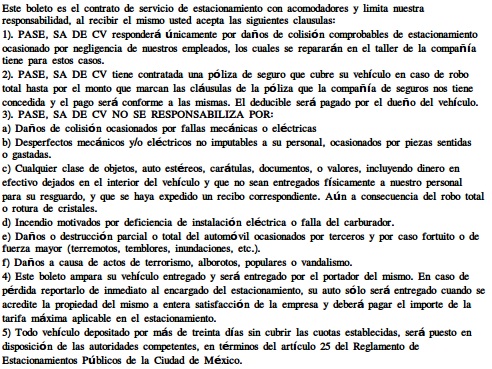 Este boleto es el contrato de servicio de estacionamiento con acomodadores y limita nuestra
responsabilidad, al recibir el mismo usted acepta las siguientes clausulas:
1). PASE, SA DE CV responderá únicamente por daños de colisión comprobables de estacionamiento
ocasionado por negligencia de nuestros empleados, los cuales se repararán en el taller de la compañía
tiene para estos casos.
2). PASE, SA DE CV tiene contratada una póliza de seguro que cubre su vehículo en caso de robo
total hasta por el monto que marcan las cláusulas de la póliza que la compañía de seguros nos tiene
concedida y el pago será conforme a las mismas. El deducible será pagado por el dueño del vehículo.
3). PASE, SA DE CV NO SE RESPONSABILIZA POR:
a) Daños de colisión ocasionados por fallas mecánicas o eléctricas
b) Desperfectos mecánicos y/o eléctricos no imputables a su personal, ocasionados por piezas sentidas
o gastadas.
c) Cualquier clase de objetos, auto estéreos, carátulas, documentos, o valores, incluyendo dinero en
efectivo dejados en el interior del vehículo y que no sean entregados físicamente a nuestro personal
para su resguardo, y que se haya expedido un recibo correspondiente. Aún a consecuencia del robo total
o rotura de cristales.
d) Incendio motivados por deficiencia de instalación eléctrica o falla del carburador.
e) Daños o destrucción parcial o total del automóvil ocasionados por terceros y por caso fortuito o de
fuerza mayor (terremotos, temblores, inundaciones, etc.).
f) Daños a causa de actos de terrorismo, alborotos, populares o vandalismo.
4) Este boleto ampara su vehículo entregado y será entregado por el portador del mismo. En caso de
pérdida reportarlo de inmediato al encargado del estacionamiento, su auto sólo será entregado cuando se
acredite la propiedad del mismo a entera satisfacción de la empresa y deberá pagar el importe de la
tarifa máxima aplicable en el estacionamiento.
5) Todo vehículo depositado por más de treinta días sin cubrir las cuotas establecidas, será puesto en
disposición de las autoridades competentes, en términos del artículo 25 del Reglamento de
Estacionamientos Públicos de la Ciudad de México.